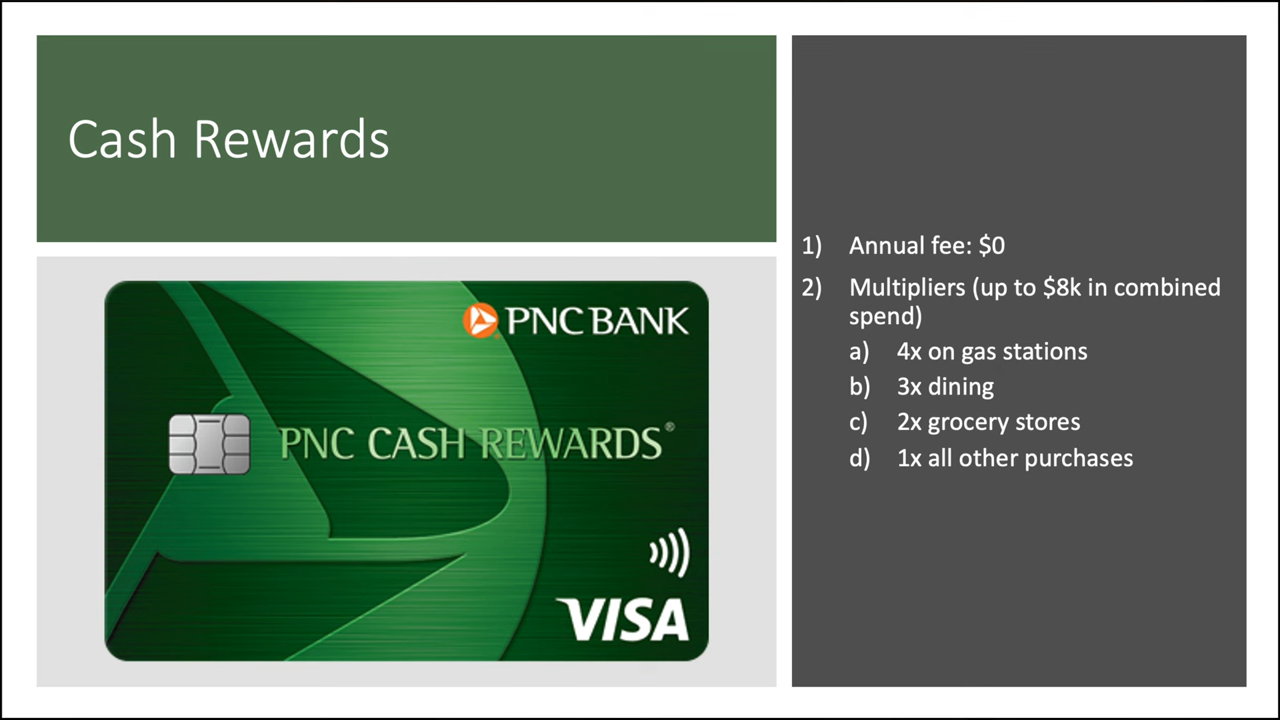 Cash Rewards
PNC BANK
PNC CASH REWARDS®
VISA
1) Annual fee: $0
2) Multipliers (up to $8k in combined
spend)
a) 4x on gas stations
b) 3x dining
c) 2x grocery stores
d) 1x all other purchases